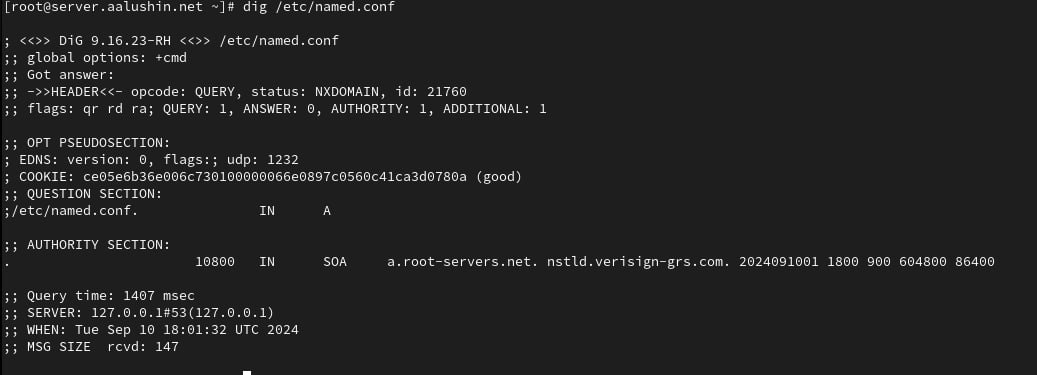 [root@server.aalushin.net ~]# dig /etc/named.conf
; <<>> DiG 9.16.23-RH <<>> /etc/named.conf
;; global options: +cmd
;; Got answer:
;; ->>HEADER<<- opcode: QUERY, status: NXDOMAIN, id: 21760
;; flags: qr rd ra; QUERY: 1, ANSWER: 0, AUTHORITY: 1, ADDITIONAL: 1
;; OPT PSEUDOSECTION:
; EDNS: version: 0, flags:; udp: 1232
; COOKIE: ce05e6b36e006c730100000066e0897c0560c41ca3d0780a (good)
;; QUESTION SECTION:
;/etc/named.conf. IN A
;; AUTHORITY SECTION:
. 10800 IN SOA a.root-servers.net. nstld.verisign-grs.com. 2024091001 1800 900 604800 86400
;; Query time: 1407 msec
;; SERVER: 127.0.0.1#53(127.0.0.1)
;; WHEN: Tue Sep 10 18:01:32 UTC 2024
;; MSG SIZE rcvd: 147